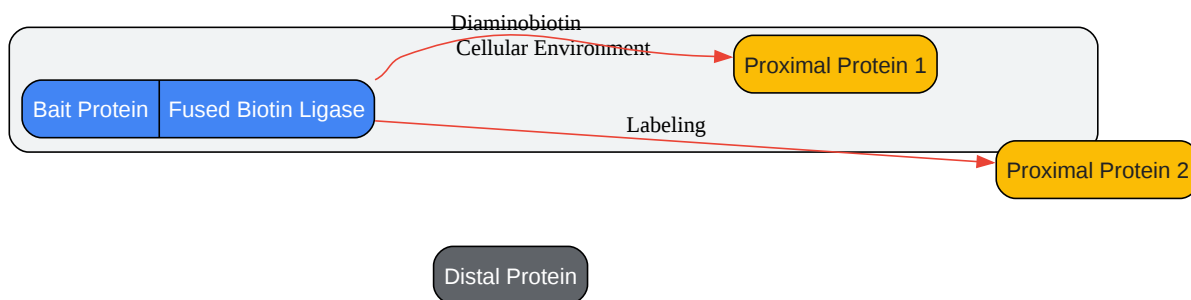 Diaminobiotin
Cellular Environment
Proximal Protein 1
Bait Protein
Fused Biotin Ligase
Labeling
Proximal Protein 2
Distal Protein